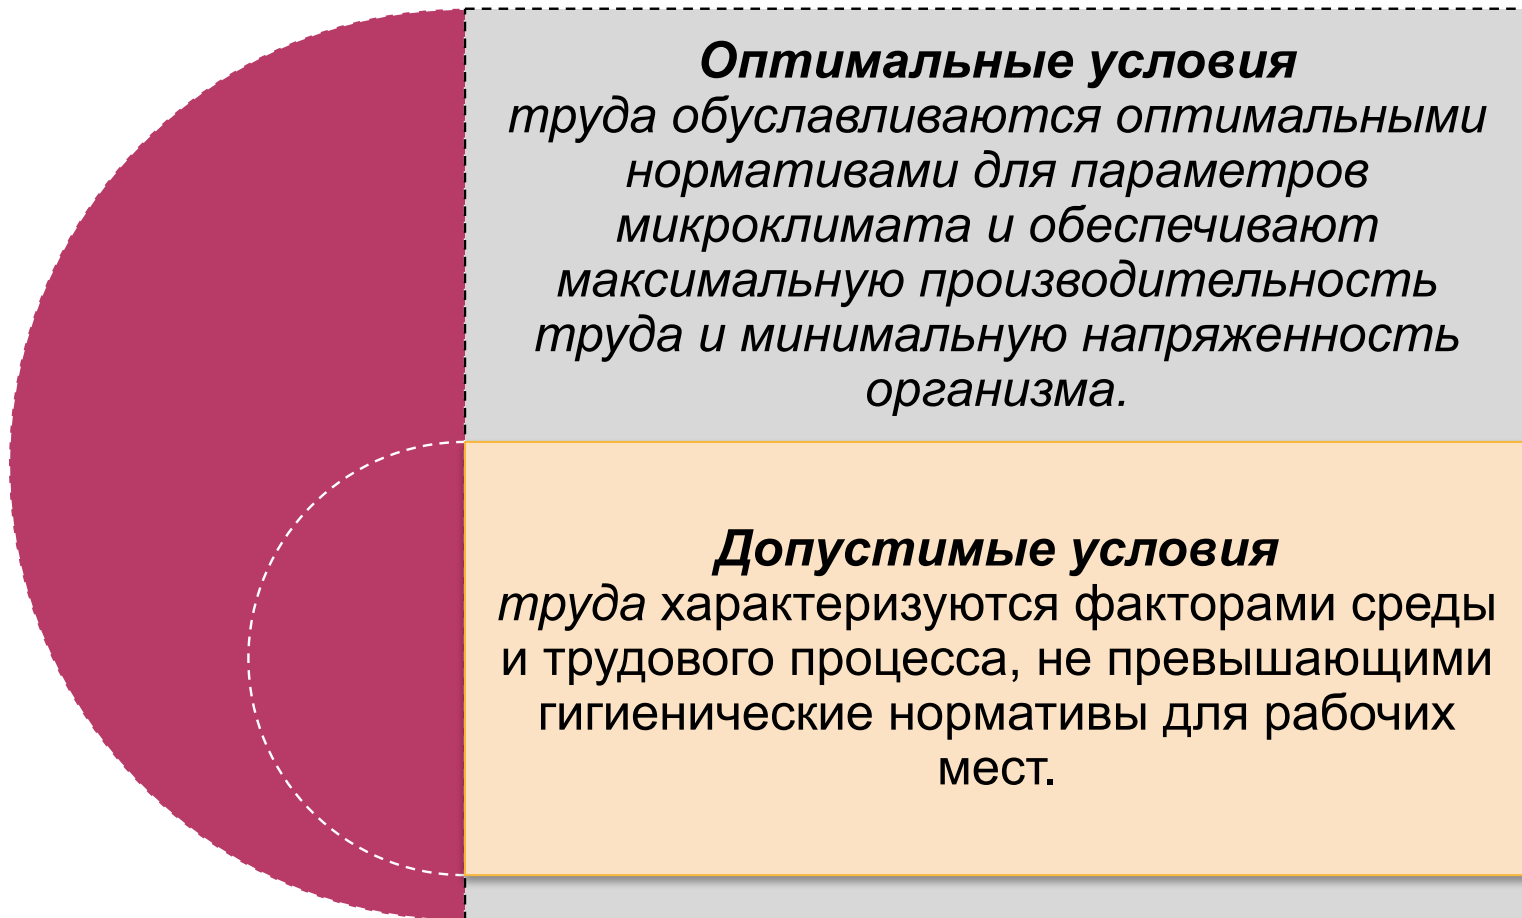 Оптимальные условия
труда обуславливаются оптимальными
нормативами для параметров
микроклимата и обеспечивают
максимальную производительность
труда и минимальную напряженность
организма.
Допустимые условия
труда характеризуются факторами среды
и трудового процесса, не превышающими
гигиенические нормативы для рабочих
мест.